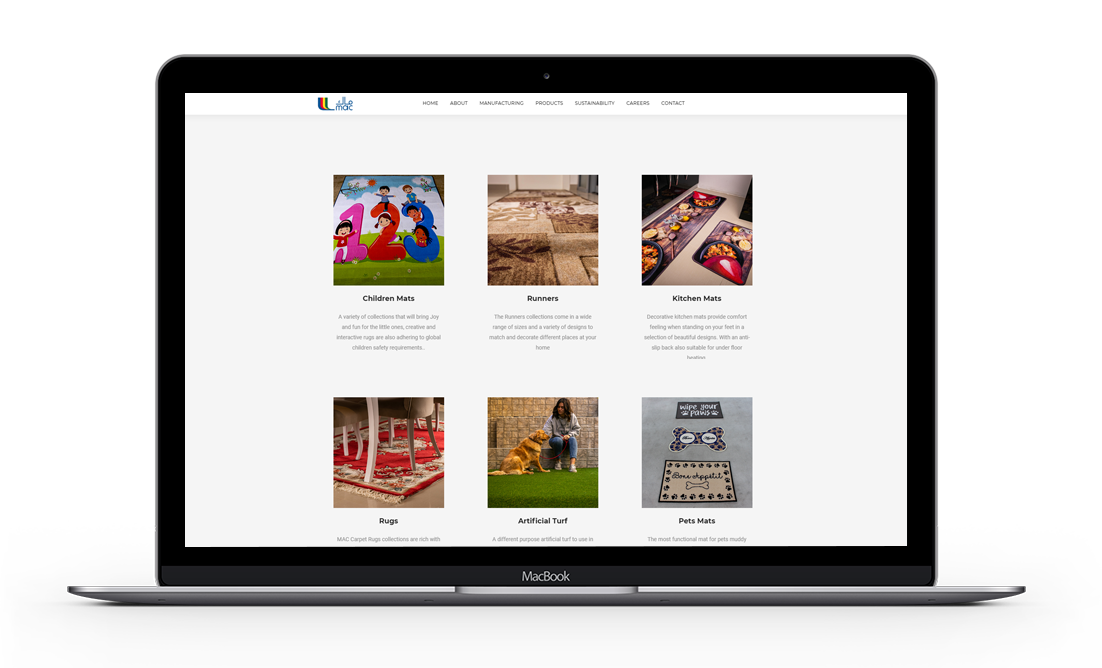 mac
HOME ABOUT MANUFACTURING PRODUCTS SUSTAINABILITY CAREERS CONTACT
123
Children Mats
A variety of collections that will bring Joy
and fun for the little ones, creative and
interactive rugs are also adhering to global
children safety requirements...
Runners
The Runners collections come in a wide
range of sizes and a variety of designs to
match and decorate different places at your
home
Kitchen Mats
Decorative kitchen mats provide comfort
feeling when standing on your feet in a
selection of beautiful designs. With an anti-
slip back also suitable for under floor
heating
wipe your
paws
Bone Appétit
Rugs
MAC Carpet Rugs collections are rich with
Artificial Turf
A different purpose artificial turf to use in
Pets Mats
The most functional mat for pets muddy
MacBook